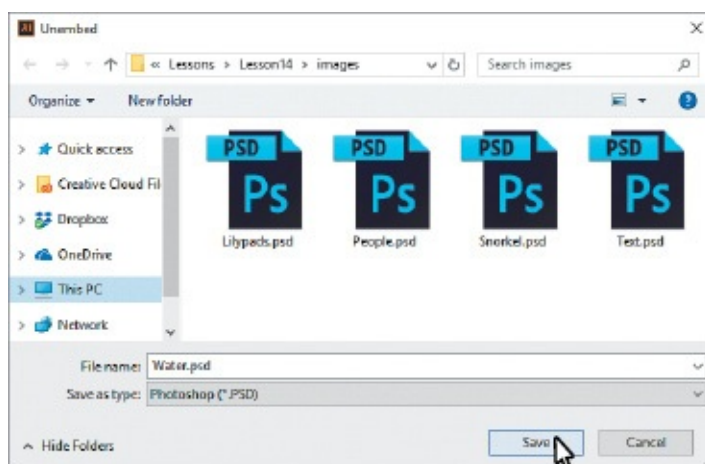 Ai Unembed
« Lessons > Lesson14 > images Search images
Organize New folder
Quick access
Creative Cloud Fil
Dropbox
OneDrive
This PC
Network
PSD PSD PSD PSD
Ps Ps Ps Ps
Lilypads.psd People.psd Snorkel.psd Text.psd
File name: Water.psd
Save as type: Photoshop (*.PSD)
Hide Folders Save Cancel